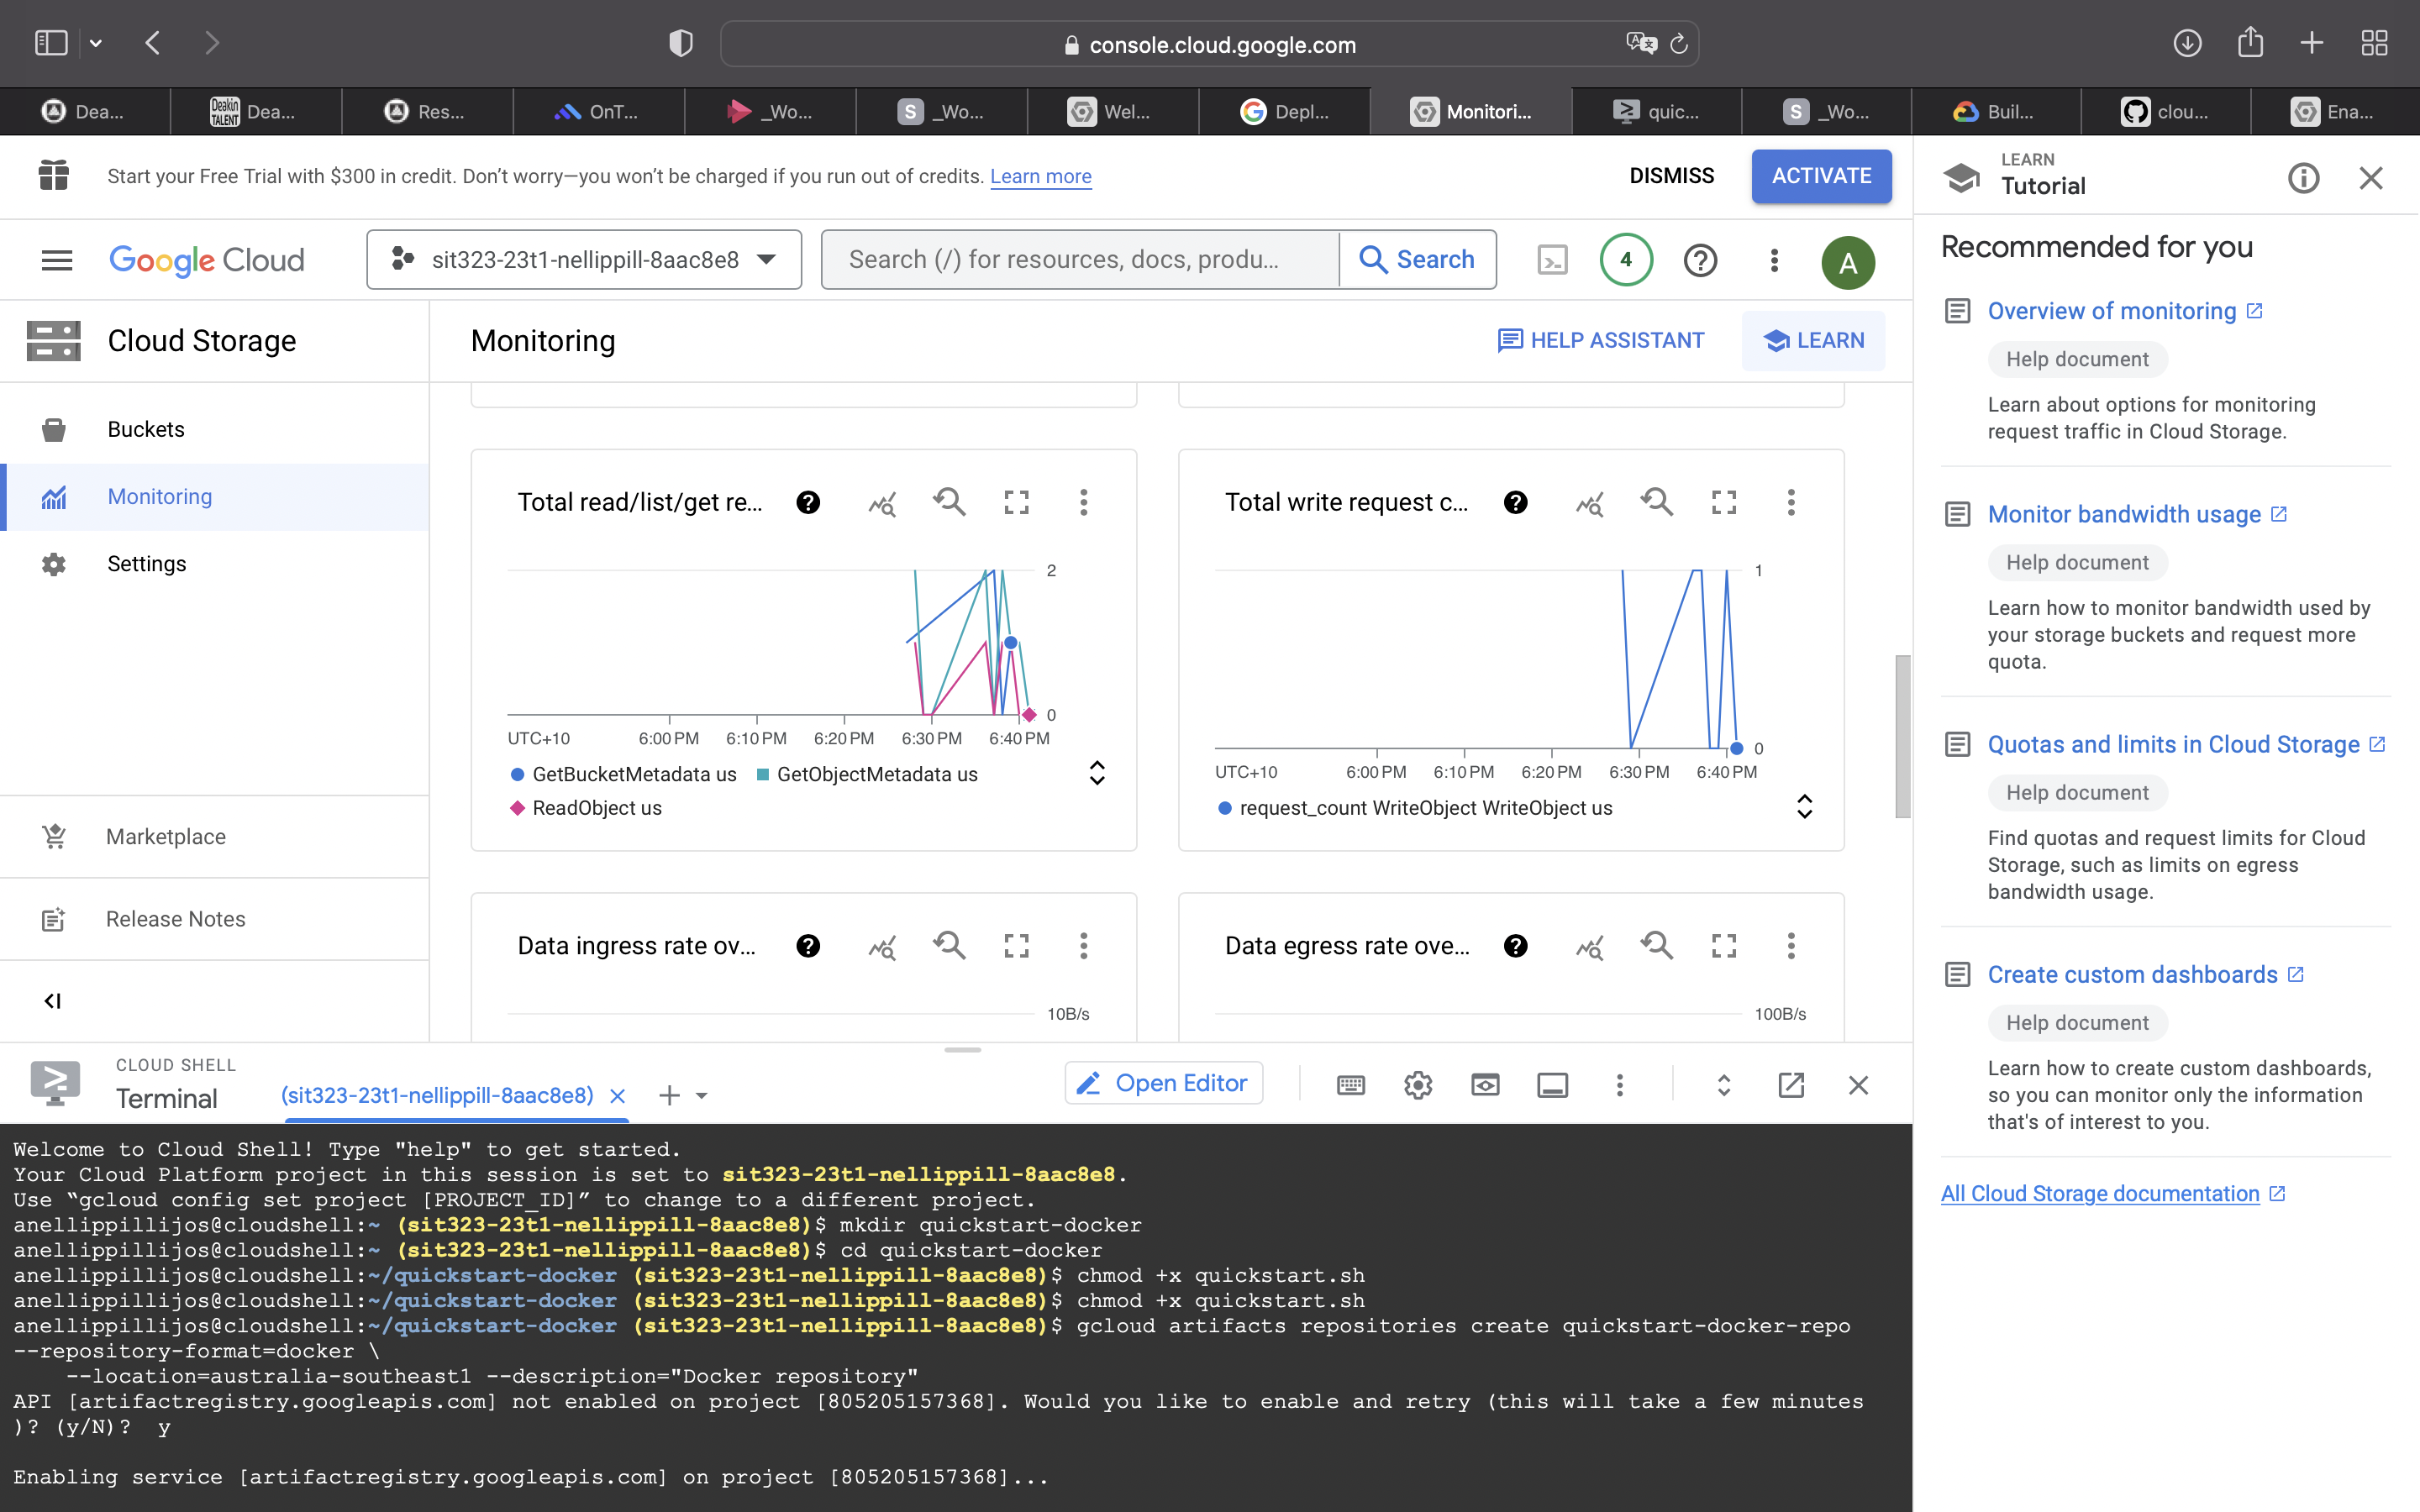 console.cloud.google.com
Dea...
Deakin TALENT Dea...
Res...
OnT...
_Wo...
S _Wo...
Wel...
Depl...
Monitori...
quic...
S _Wo...
Buil...
clou...
Ena...
Start your Free Trial with $300 in credit. Don't worry—you won't be charged if you run out of credits. Learn more
DISMISS
ACTIVATE
Google Cloud
sit323-23t1-nellippill-8aac8e8
Search (/) for resources, docs, produ...
Search
4
A
Cloud Storage
Buckets
Monitoring
Settings
Marketplace
Release Notes
Monitoring
HELP ASSISTANT
LEARN
Total read/list/get re...
2
0
UTC+10 6:00 PM 6:10 PM 6:20 PM 6:30 PM 6:40 PM
GetBucketMetadata us GetObjectMetadata us
ReadObject us
Total write request c...
1
0
UTC+10 6:00 PM 6:10 PM 6:20 PM 6:30 PM 6:40 PM
request_count WriteObject WriteObject us
Data ingress rate ov...
10B/s
Data egress rate ove...
100B/s
LEARN
Tutorial
Recommended for you
Overview of monitoring
Help document
Learn about options for monitoring
request traffic in Cloud Storage.
Monitor bandwidth usage
Help document
Learn how to monitor bandwidth used by
your storage buckets and request more
quota.
Quotas and limits in Cloud Storage
Help document
Find quotas and request limits for Cloud
Storage, such as limits on egress
bandwidth usage.
Create custom dashboards
Help document
Learn how to create custom dashboards,
so you can monitor only the information
that's of interest to you.
All Cloud Storage documentation
CLOUD SHELL
Terminal
(sit323-23t1-nellippill-8aac8e8)
Open Editor
Welcome to Cloud Shell! Type "help" to get started.
Your Cloud Platform project in this session is set to sit323-23t1-nellippill-8aac8e8.
Use “gcloud config set project [PROJECT_ID]” to change to a different project.
anellippillijos@cloudshell:~ (sit323-23t1-nellippill-8aac8e8)$ mkdir quickstart-docker
anellippillijos@cloudshell:~ (sit323-23t1-nellippill-8aac8e8)$ cd quickstart-docker
anellippillijos@cloudshell:~/quickstart-docker (sit323-23t1-nellippill-8aac8e8)$ chmod +x quickstart.sh
anellippillijos@cloudshell:~/quickstart-docker (sit323-23t1-nellippill-8aac8e8)$ chmod +x quickstart.sh
anellippillijos@cloudshell:~/quickstart-docker (sit323-23t1-nellippill-8aac8e8)$ gcloud artifacts repositories create quickstart-docker-repo
--repository-format=docker \
--location=australia-southeast1 --description="Docker repository"
API [artifactregistry.googleapis.com] not enabled on project [805205157368]. Would you like to enable and retry (this will take a few minutes
)? (y/N)? y
Enabling service [artifactregistry.googleapis.com] on project [805205157368]...